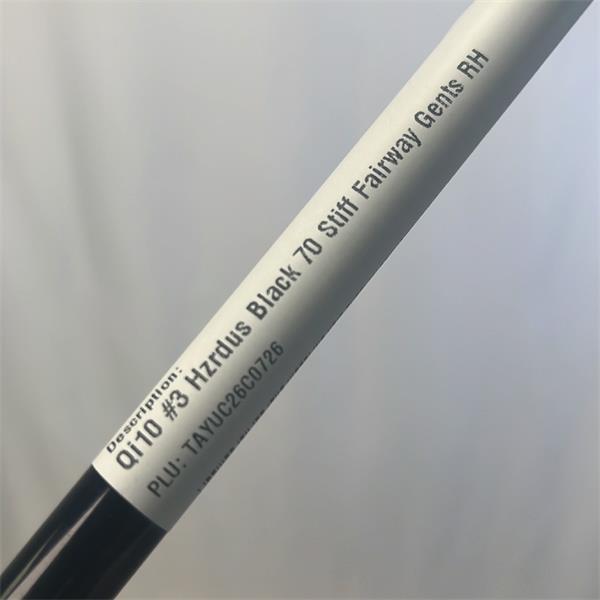 Description:
Qi10 #3 Hzrdus Black 70 Stiff Fairway Gents RH
PLU: TAYUC26C0726